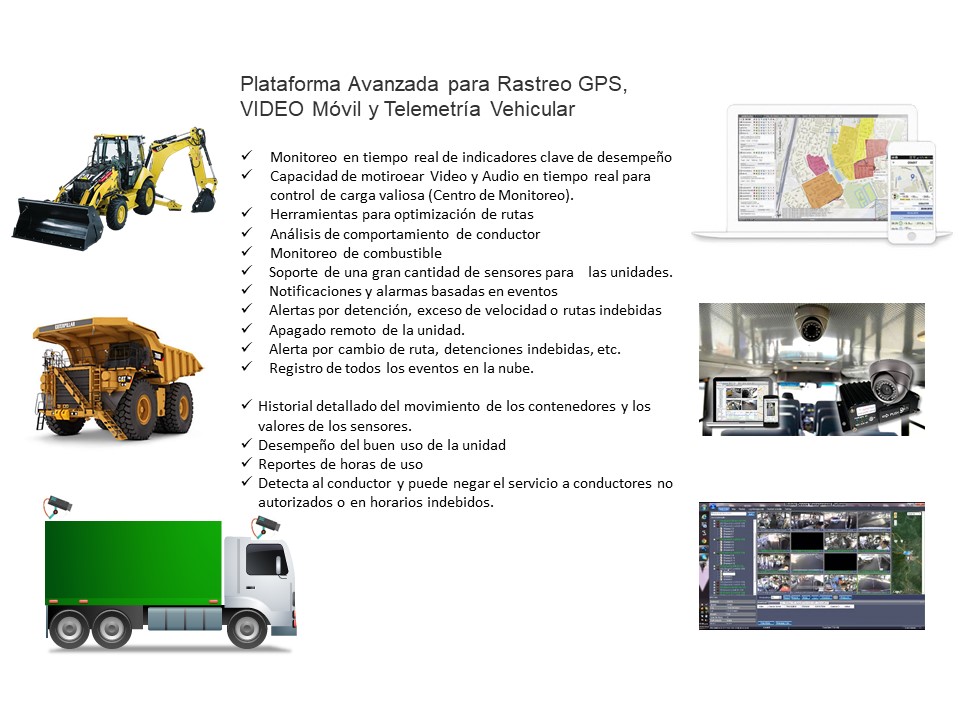 Plataforma Avanzada para Rastreo GPS,
VIDEO Móvil y Telemetría Vehicular
✓ Monitoreo en tiempo real de indicadores clave de desempeño
✓ Capacidad de motiroear Video y Audio en tiempo real para
control de carga valiosa (Centro de Monitoreo).
✓ Herramientas para optimización de rutas
✓ Análisis de comportamiento de conductor
✓ Monitoreo de combustible
✓ Soporte de una gran cantidad de sensores para las unidades.
✓ Notificaciones y alarmas basadas en eventos
✓ Alertas por detención, exceso de velocidad o rutas indebidas
✓ Apagado remoto de la unidad.
✓ Alerta por cambio de ruta, detenciones indebidas, etc.
✓ Registro de todos los eventos en la nube.
✓ Historial detallado del movimiento de los contenedores y los
valores de los sensores.
✓ Desempeño del buen uso de la unidad
✓ Reportes de horas de uso
✓ Detecta al conductor y puede negar el servicio a conductores no
autorizados o en horarios indebidos.
CATERPILLAR
CAT